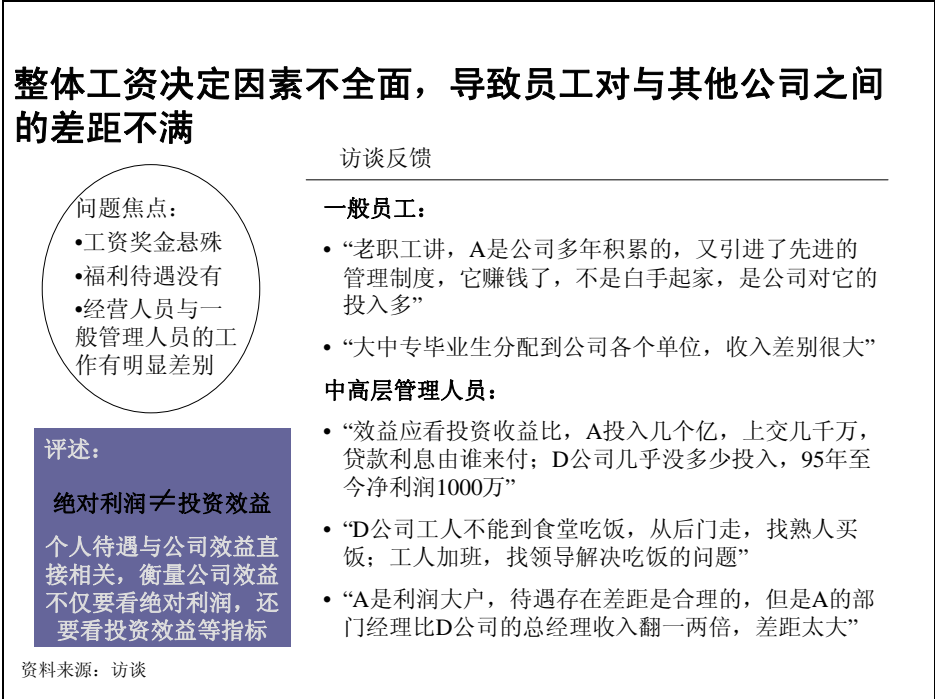 整体工资决定因素不全面，导致员工对与其他公司之间
的差距不满
访谈反馈
问题焦点：
•工资奖金悬殊
•福利待遇没有
•经营人员与一
般管理人员的工
作有明显差别
评述：
绝对利润≠投资效益
个人待遇与公司效益直
接相关，衡量公司效益
不仅要看绝对利润，还
要看投资效益等指标
一般员工：
• “老职工讲，A是公司多年积累的，又引进了先进的
管理制度，它赚钱了，不是白手起家，是公司对它的
投入多”
• “大中专毕业生分配到公司各个单位，收入差别很大”
中高层管理人员：
• “效益应看投资收益比，A投入几个亿，上交几千万，
贷款利息由谁来付；D公司几乎没多少投入，95年至
今净利润1000万”
• “D公司工人不能到食堂吃饭，从后门走，找熟人买
饭；工人加班，找领导解决吃饭的问题”
• “A是利润大户，待遇存在差距是合理的，但是A的部
门经理比D公司的总经理收入翻一两倍，差距太大”
资料来源：访谈